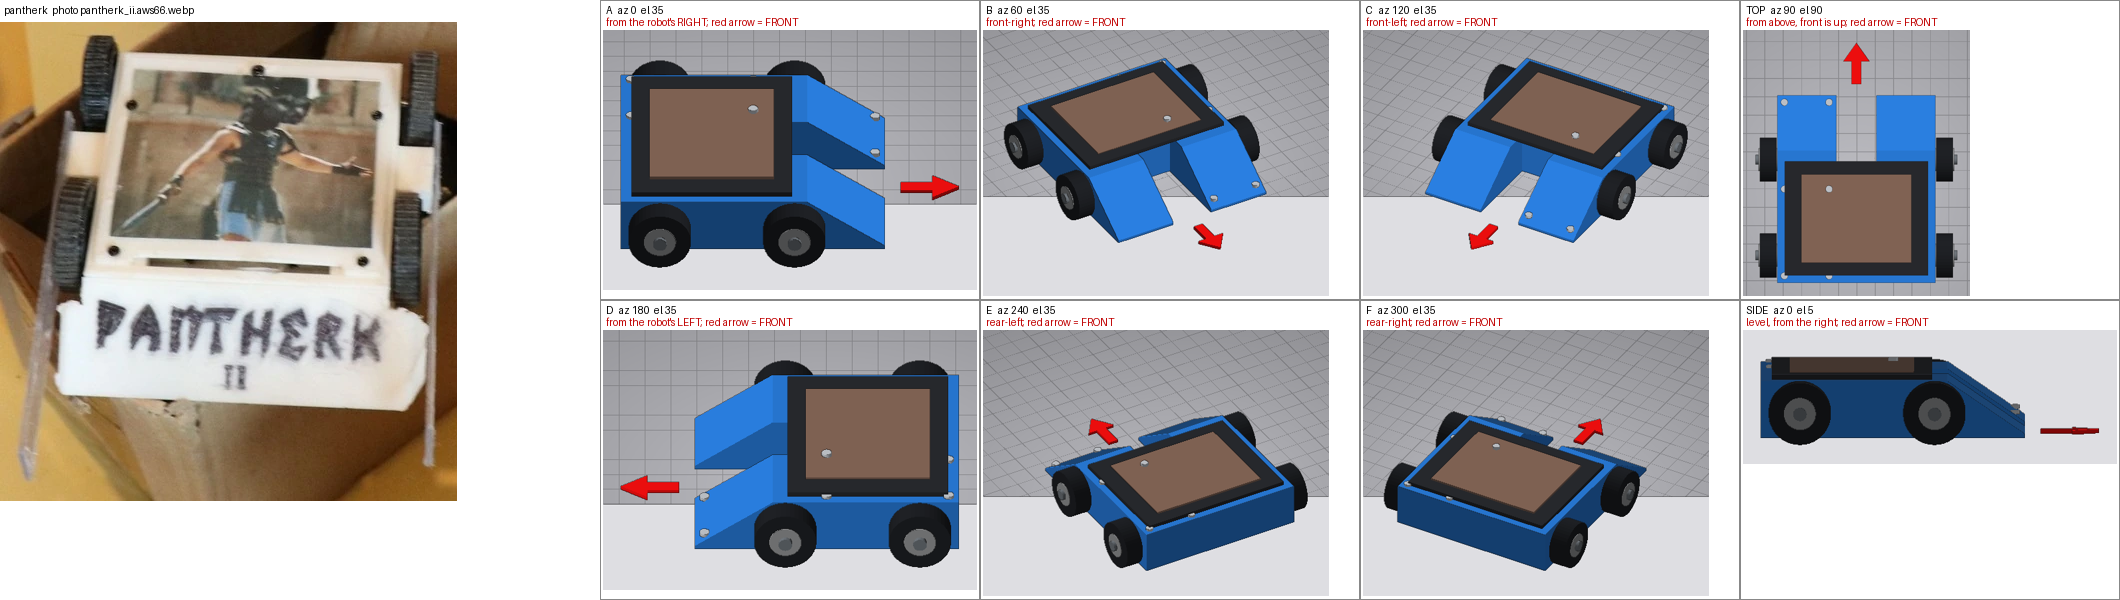 pantherk photo pantherk_ii.aws66.webp
PANTHERK
II
A az 0 el 35
from the robot's RIGHT; red arrow = FRONT
B az 60 el 35
front-right; red arrow = FRONT
C az 120 el 35
front-left; red arrow = FRONT
TOP az 90 el 90
from above, front is up; red arrow = FRONT
D az 180 el 35
from the robot's LEFT; red arrow = FRONT
E az 240 el 35
rear-left; red arrow = FRONT
F az 300 el 35
rear-right; red arrow = FRONT
SIDE az 0 el 5
level, from the right; red arrow = FRONT